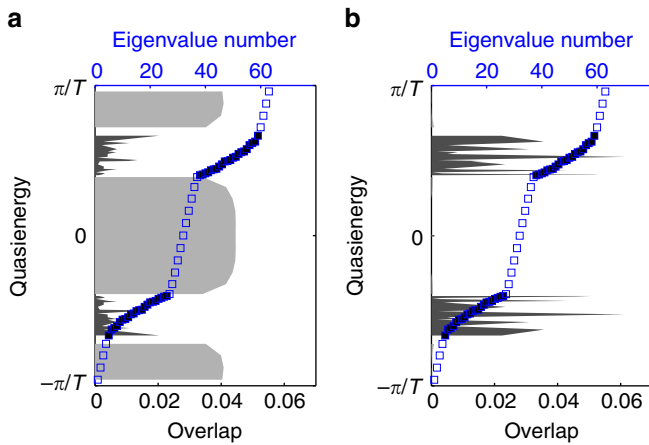 a
b
Eigenvalue number
Eigenvalue number
0 20 40 60
0 20 40 60
π/T
π/T
Quasienergy
Quasienergy
0
0
−π/T
−π/T
0 0.02 0.04 0.06
0 0.02 0.04 0.06
Overlap
Overlap